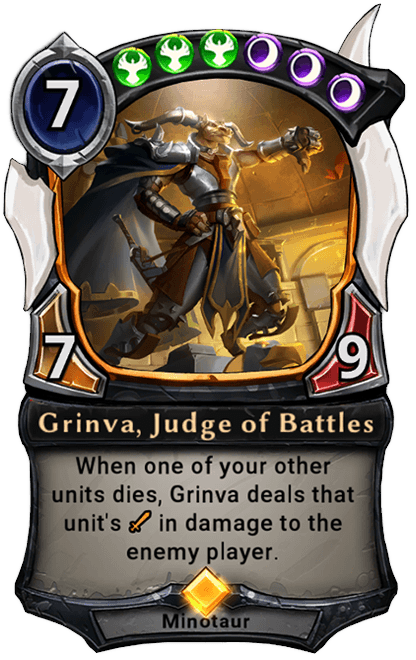 7
7
9
Grinva, Judge of Battles
When one of your other
units dies, Grinva deals that
unit's in damage to the
enemy player.
Minotaur